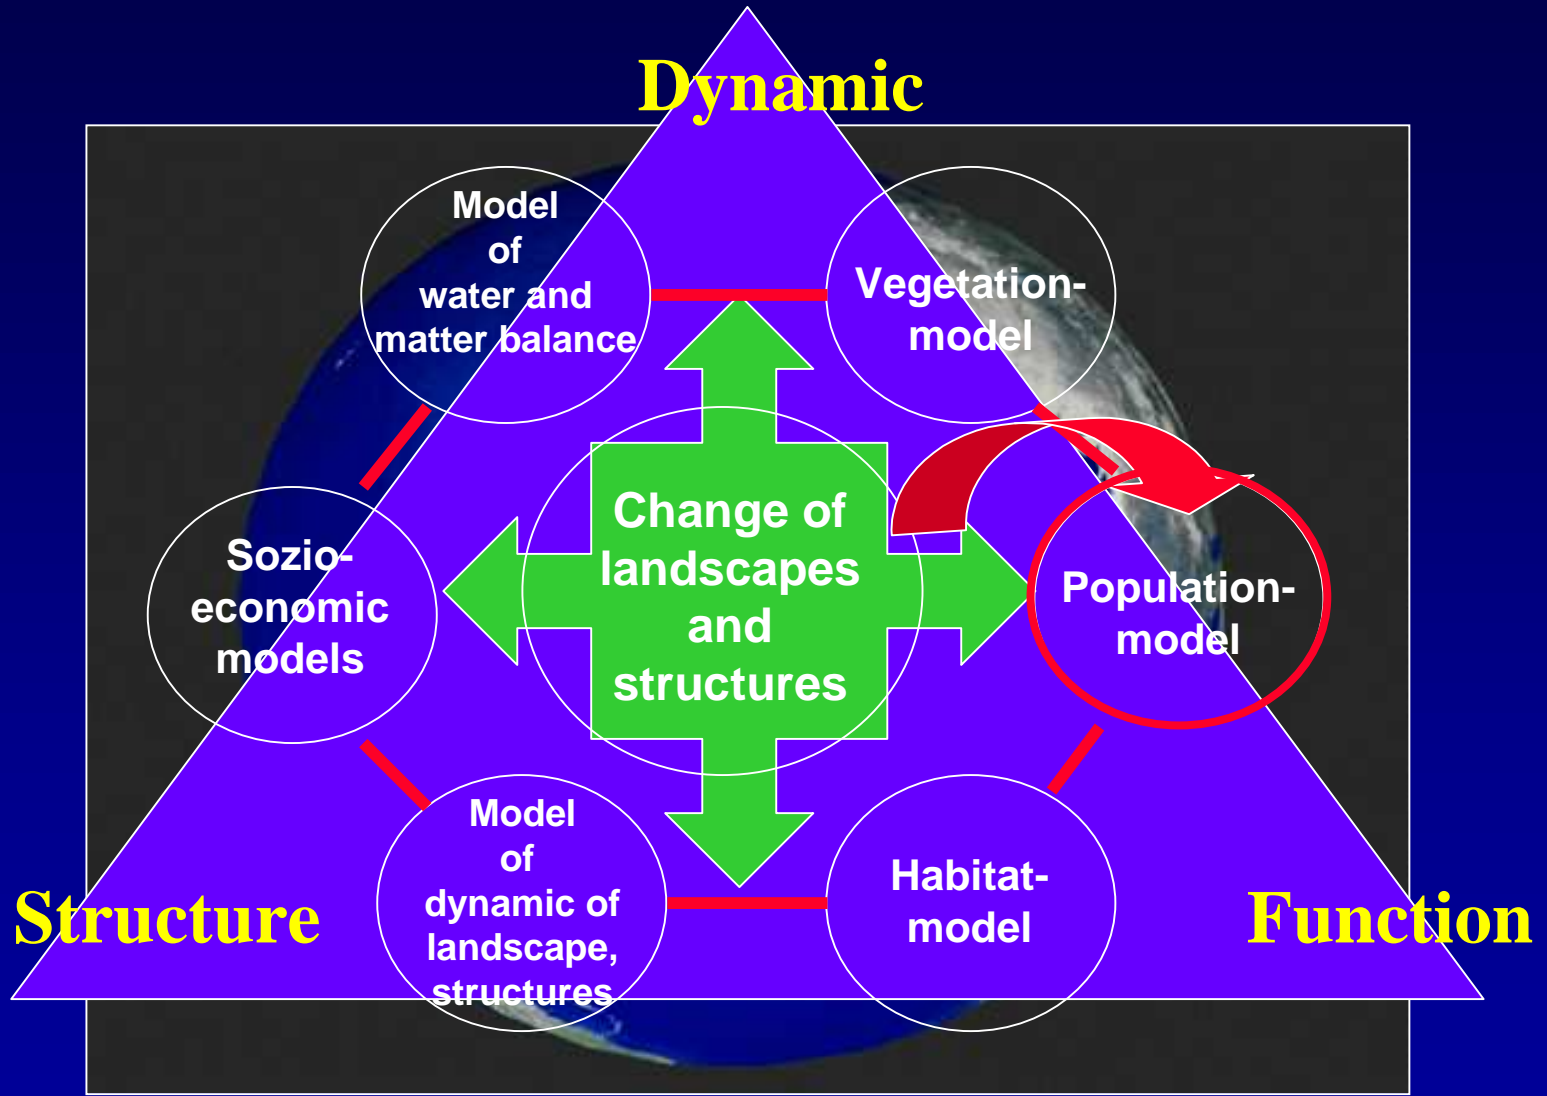 Dynamic
Model
of
water and
matter balance
Vegetation-
model
Sozio-
economic
models
Change of
landscapes
and
structures
Population-
model
Model
of
dynamic of
landscape,
structures
Habitat-
model
Structure
Function